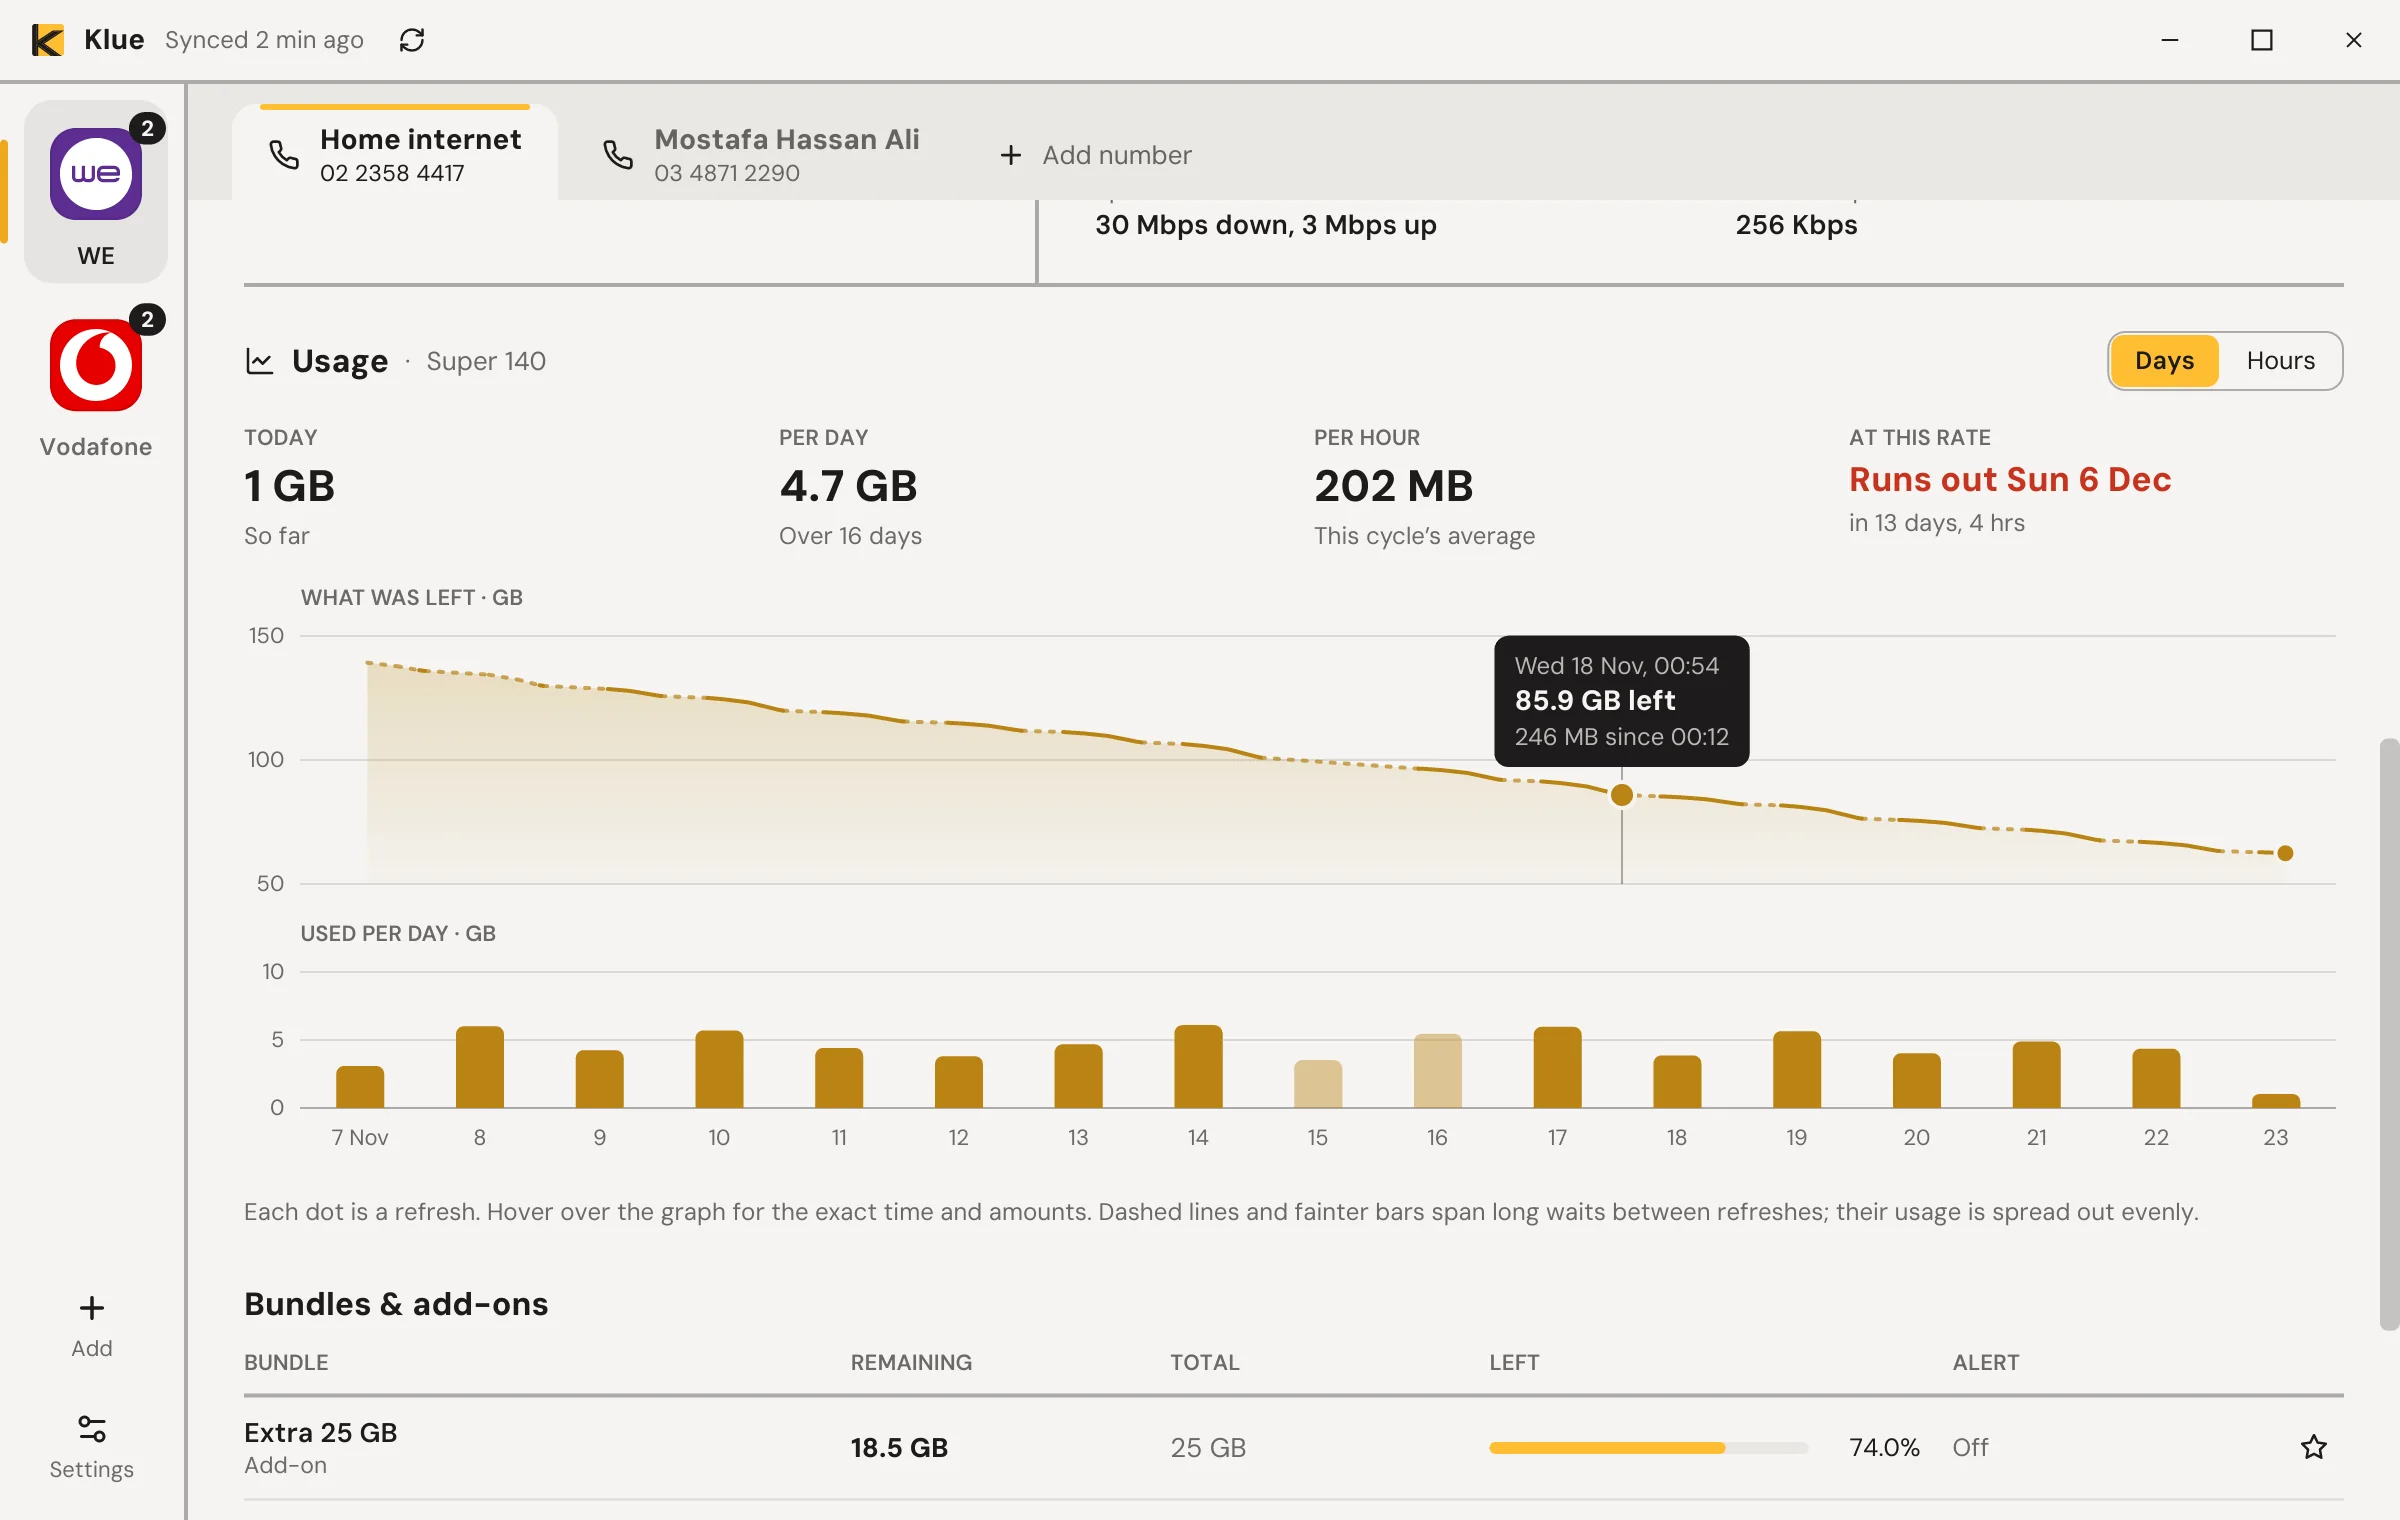 Klue
Synced 2 min ago
2
we
WE
2
Vodafone
Add
Settings
Home internet
02 2358 4417
Mostafa Hassan Ali
03 4871 2290
Add number
30 Mbps down, 3 Mbps up
256 Kbps
Usage · Super 140
Days
Hours
TODAY
1 GB
So far
PER DAY
4.7 GB
Over 16 days
PER HOUR
202 MB
This cycle’s average
AT THIS RATE
Runs out Sun 6 Dec
in 13 days, 4 hrs
WHAT WAS LEFT · GB
150
100
50
Wed 18 Nov, 00:54
85.9 GB left
246 MB since 00:12
USED PER DAY · GB
10
5
0
7 Nov 8 9 10 11 12 13 14 15 16 17 18 19 20 21 22 23
Each dot is a refresh. Hover over the graph for the exact time and amounts. Dashed lines and fainter bars span long waits between refreshes; their usage is spread out evenly.
Bundles & add-ons
BUNDLE REMAINING TOTAL LEFT ALERT
Extra 25 GB
Add-on
18.5 GB
25 GB
74.0%
Off